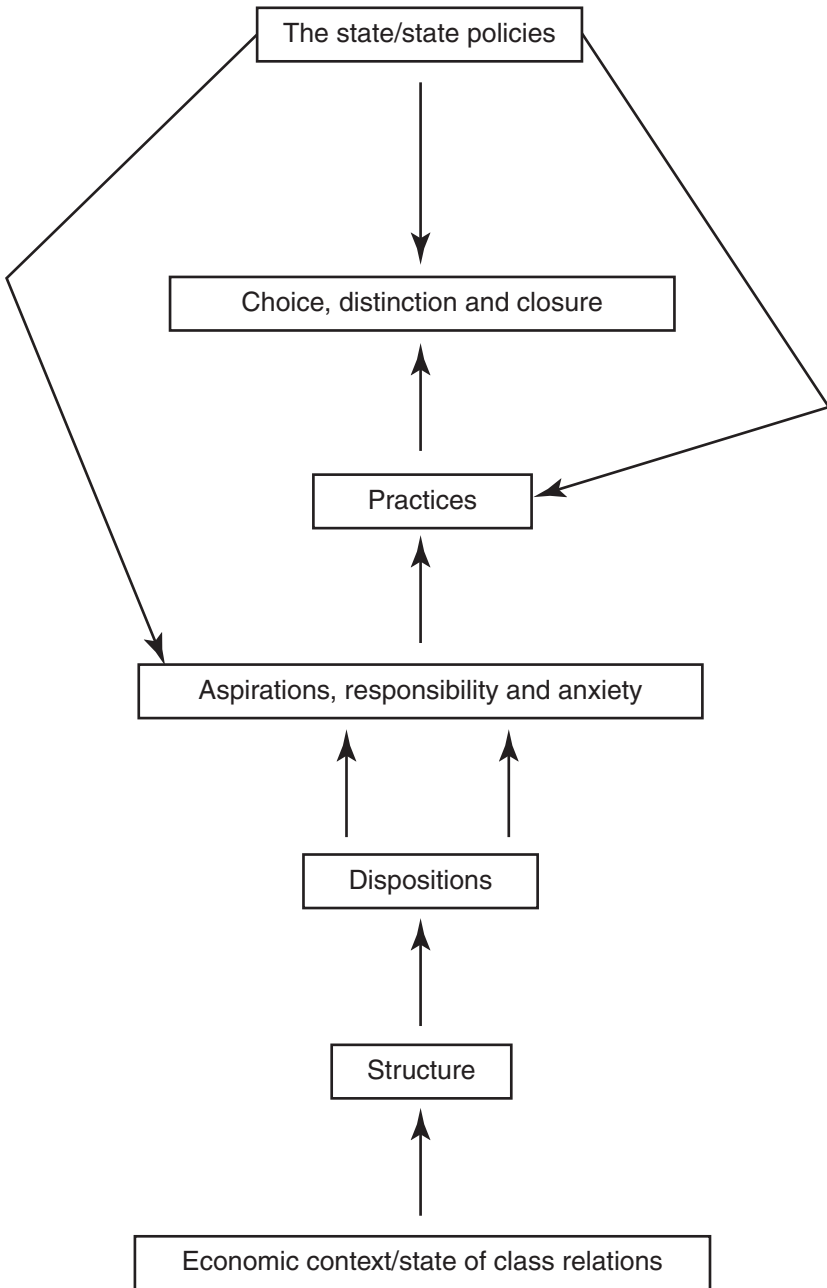 The state/state policies
Choice, distinction and closure
Practices
Aspirations, responsibility and anxiety
Dispositions
Structure
Economic context/state of class relations